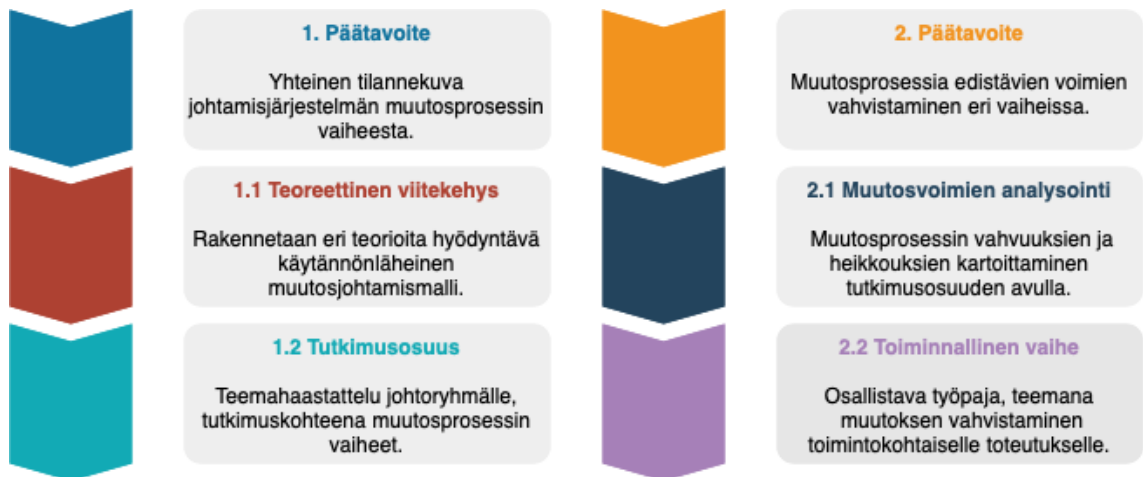 1. Päätavoite
Yhteinen tilannekuva
johtamisjärjestelmän muutosprosessin
vaiheesta.
1.1 Teoreettinen viitekehys
Rakennetaan eri teorioita hyödyntävä
käytännönläheinen
muutosjohtamismalli.
1.2 Tutkimusosuus
Teemahaastattelu johtoryhmälle,
tutkimuskohteena muutosprosessin
vaiheet.
2. Päätavoite
Muutosprosessia edistävien voimien
vahvistaminen eri vaiheissa.
2.1 Muutosvoimien analysointi
Muutosprosessin vahvuuksien ja
heikkouksien kartoittaminen
tutkimusosuuden avulla.
2.2 Toiminnallinen vaihe
Osallistava työpaja, teemana
muutoksen vahvistaminen
toimintokohtaiselle toteutukselle.